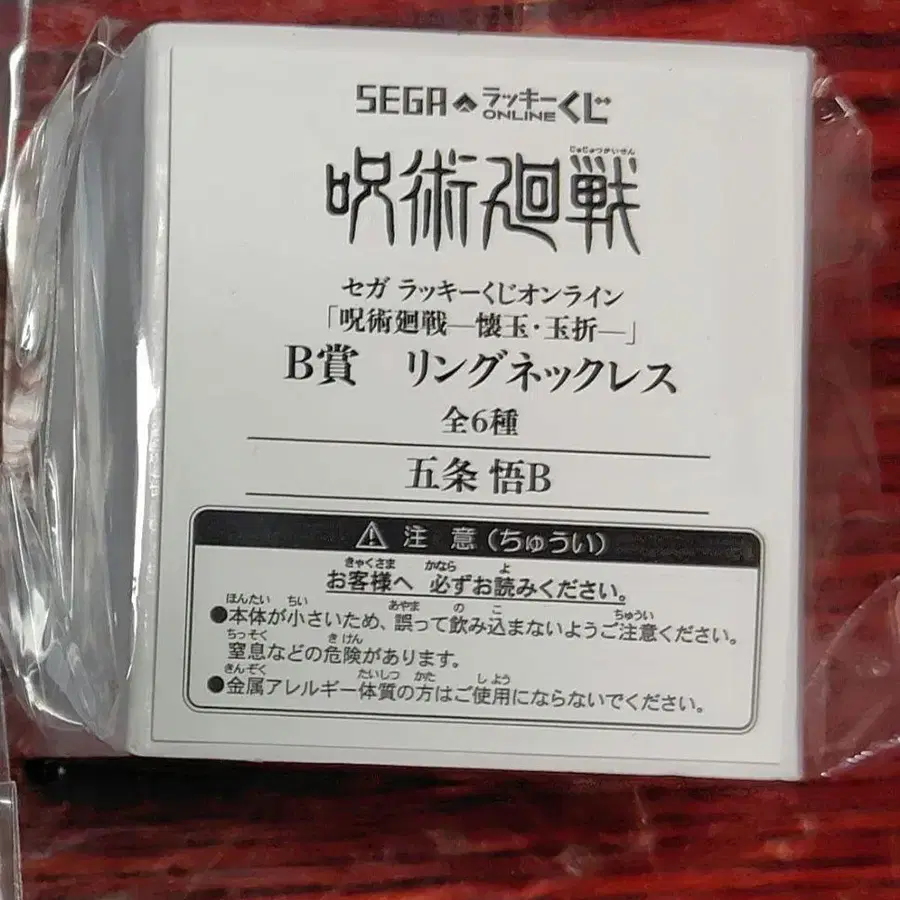 SEGA ラッキーくじ
ONLINE
じゅじゅつかいせん
呪術廻戦
セガ ラッキーくじオンライン
「呪術廻戦―懐玉・玉折―」
B賞 リングネックレス
全6種
五条 悟B
注 意(ちゅうい)
きゃくさま かなら よ
お客様へ 必ずお読みください。
ほんたい ちい あやま の こ ちゅうい
●本体が小さいため、誤って飲み込まないようご注意ください。
ちっそく きけん
窒息などの危険があります。
きんぞく たいしつ かた しよう
●金属アレルギー体質の方はご使用にならないでください。